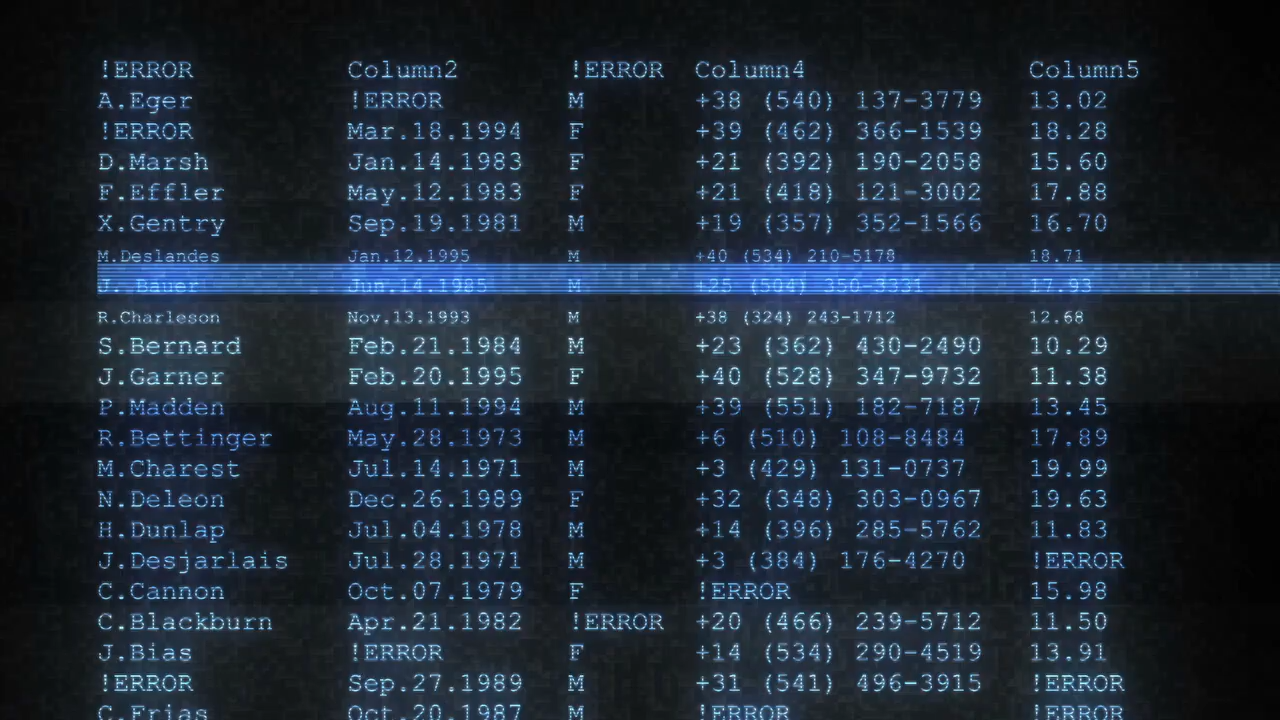 !ERROR Column2 !ERROR Column4 Column5
A.Eger !ERROR M +38 (540) 137-3779 13.02
!ERROR Mar.18.1994 F +39 (462) 366-1539 18.28
D.Marsh Jan.14.1983 F +21 (392) 190-2058 15.60
F.Effler May.12.1983 F +21 (418) 121-3002 17.88
X.Gentry Sep.19.1981 M +19 (357) 352-1566 16.70
M.Deslandes Jan.12.1995 M +40 (534) 210-5178 18.71
J. Bauer Jun.14.1985 M +25 (504) 350-3331 17.93
R.Charleson Nov.13.1993 M +38 (324) 243-1712 12.68
S.Bernard Feb.21.1984 M +23 (362) 430-2490 10.29
J.Garner Feb.20.1995 F +40 (528) 347-9732 11.38
P.Madden Aug.11.1994 M +39 (551) 182-7187 13.45
R.Bettinger May.28.1973 M +6 (510) 108-8484 17.89
M.Charest Jul.14.1971 M +3 (429) 131-0737 19.99
N.Deleon Dec.26.1989 F +32 (348) 303-0967 19.63
H.Dunlap Jul.04.1978 M +14 (396) 285-5762 11.83
J.Desjarlais Jul.28.1971 M +3 (384) 176-4270 !ERROR
C.Cannon Oct.07.1979 F !ERROR 15.98
C.Blackburn Apr.21.1982 !ERROR +20 (466) 239-5712 11.50
J.Bias !ERROR F +14 (534) 290-4519 13.91
!ERROR Sep.27.1989 M +31 (541) 496-3915 !ERROR
C.Frias Oct.20.1987 M !ERROR !ERROR